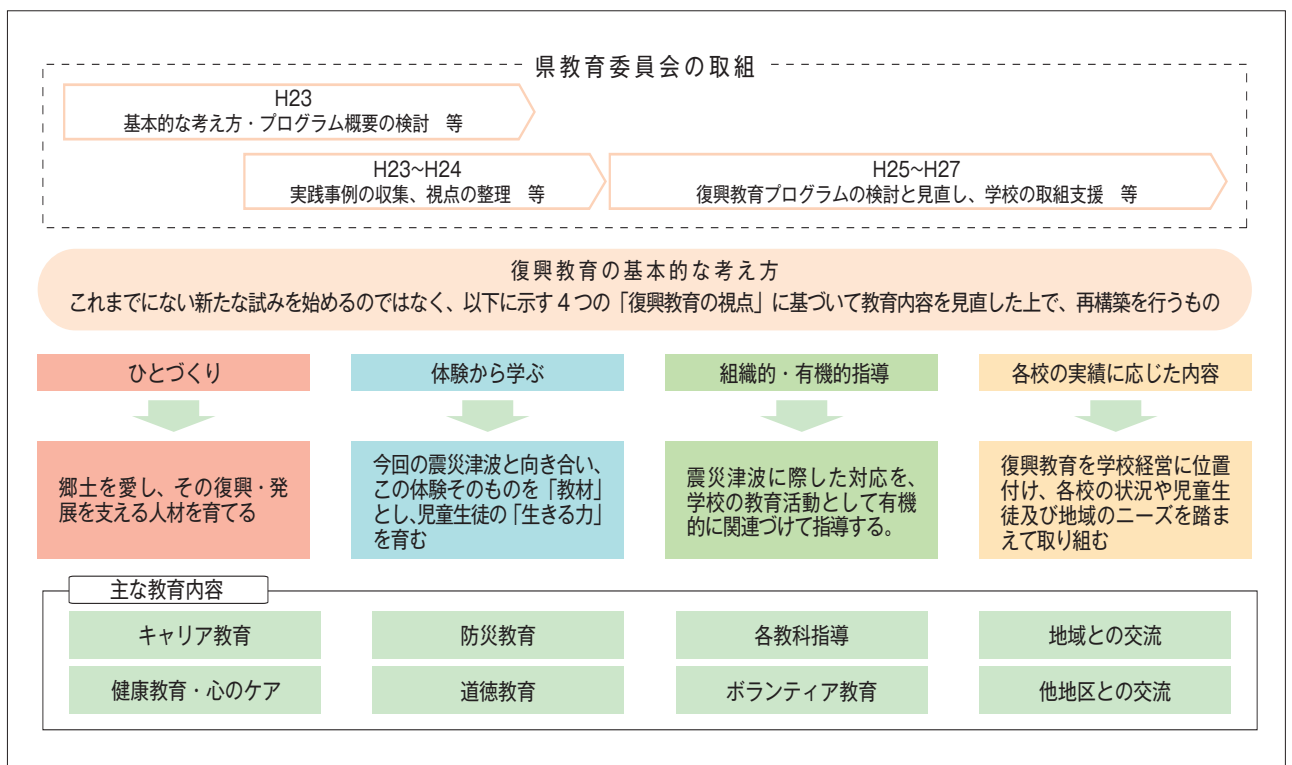 県教育委員会の取組
H23
基本的な考え方・プログラム概要の検討　等
H23~H24
実践事例の収集、視点の整理　等
H25~H27
復興教育プログラムの検討と見直し、学校の取組支援　等
復興教育の基本的な考え方
これまでにない新たな試みを始めるのではなく、以下に示す4つの「復興教育の視点」に基づいて教育内容を見直した上で、再構築を行うもの
ひとづくり
郷土を愛し、その復興・発
展を支える人材を育てる
体験から学ぶ
今回の震災津波と向き合い、
この体験そのものを「教材」
とし、児童生徒の「生きる力」
を育む
組織的・有機的指導
震災津波に際した対応を、
学校の教育活動として有機
的に関連づけて指導する。
各校の実績に応じた内容
復興教育を学校経営に位置
付け、各校の状況や児童生
徒及び地域のニーズを踏ま
えて取り組む
主な教育内容
キャリア教育
防災教育
各教科指導
地域との交流
健康教育・心のケア
道徳教育
ボランティア教育
他地区との交流